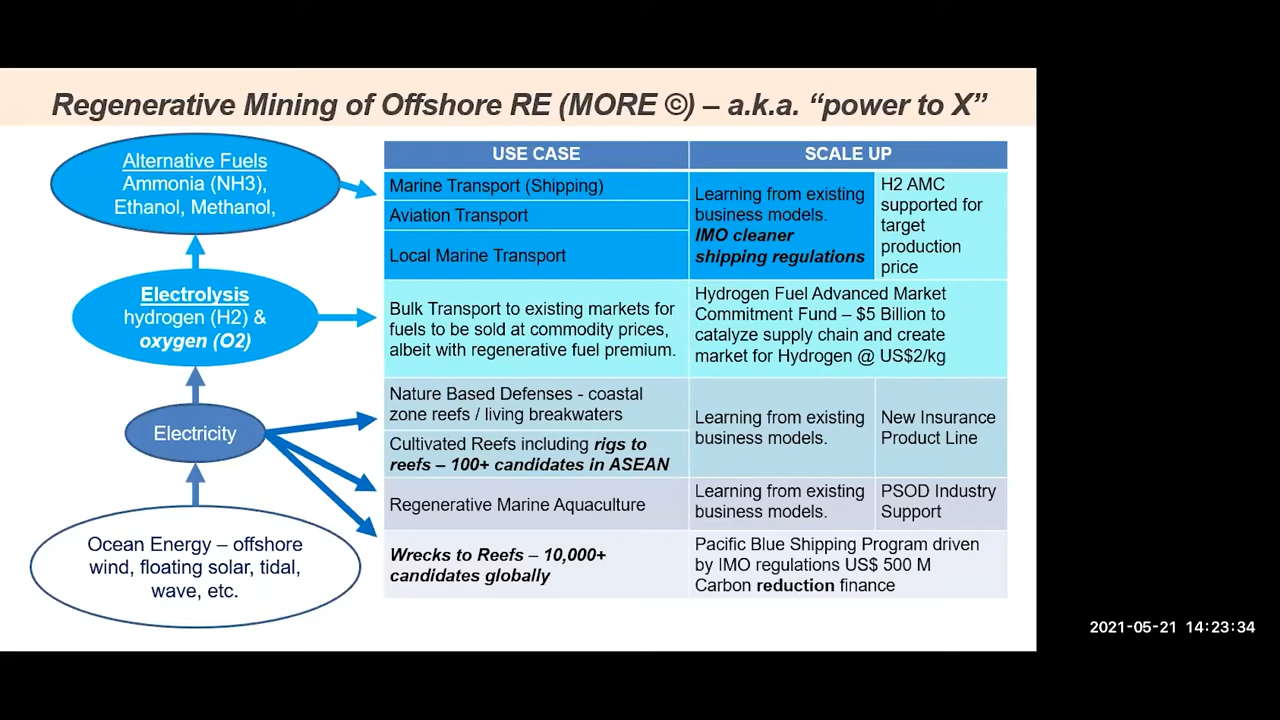 Regenerative Mining of Offshore RE (MORE ©) – a.k.a. “power to X”
Alternative Fuels
Ammonia (NH3),
Ethanol, Methanol,
Electrolysis
hydrogen (H2) &
oxygen (O2)
Electricity
Ocean Energy – offshore
wind, floating solar, tidal,
wave, etc.
USE CASE
SCALE UP
Marine Transport (Shipping)
Aviation Transport
Local Marine Transport
Learning from existing
business models.
IMO cleaner
shipping regulations
H2 AMC
supported for
target
production
price
Bulk Transport to existing markets for
fuels to be sold at commodity prices,
albeit with regenerative fuel premium.
Hydrogen Fuel Advanced Market
Commitment Fund – $5 Billion to
catalyze supply chain and create
market for Hydrogen @ US$2/kg
Nature Based Defenses - coastal
zone reefs / living breakwaters
Cultivated Reefs including rigs to
reefs – 100+ candidates in ASEAN
Learning from existing
business models.
New Insurance
Product Line
Regenerative Marine Aquaculture
Learning from existing
business models.
PSOD Industry
Support
Wrecks to Reefs – 10,000+
candidates globally
Pacific Blue Shipping Program driven
by IMO regulations US$ 500 M
Carbon reduction finance
2021-05-21 14:23:34